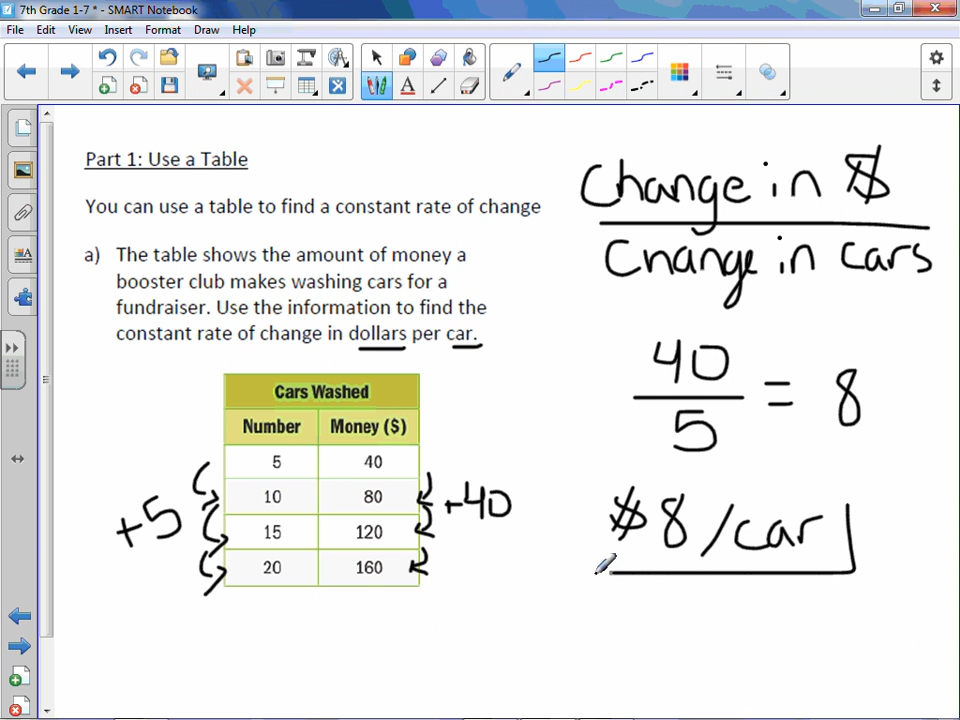 7th Grade 1-7 * - SMART Notebook
File Edit View Insert Format Draw Help
Part 1: Use a Table
You can use a table to find a constant rate of change
a) The table shows the amount of money a
booster club makes washing cars for a
fundraiser. Use the information to find the
constant rate of change in dollars per car.
Cars Washed
Number Money ($)
5 40
10 80
15 120
20 160
+5
+40
Change in $
Change in cars
40
5
= 8
$8/car